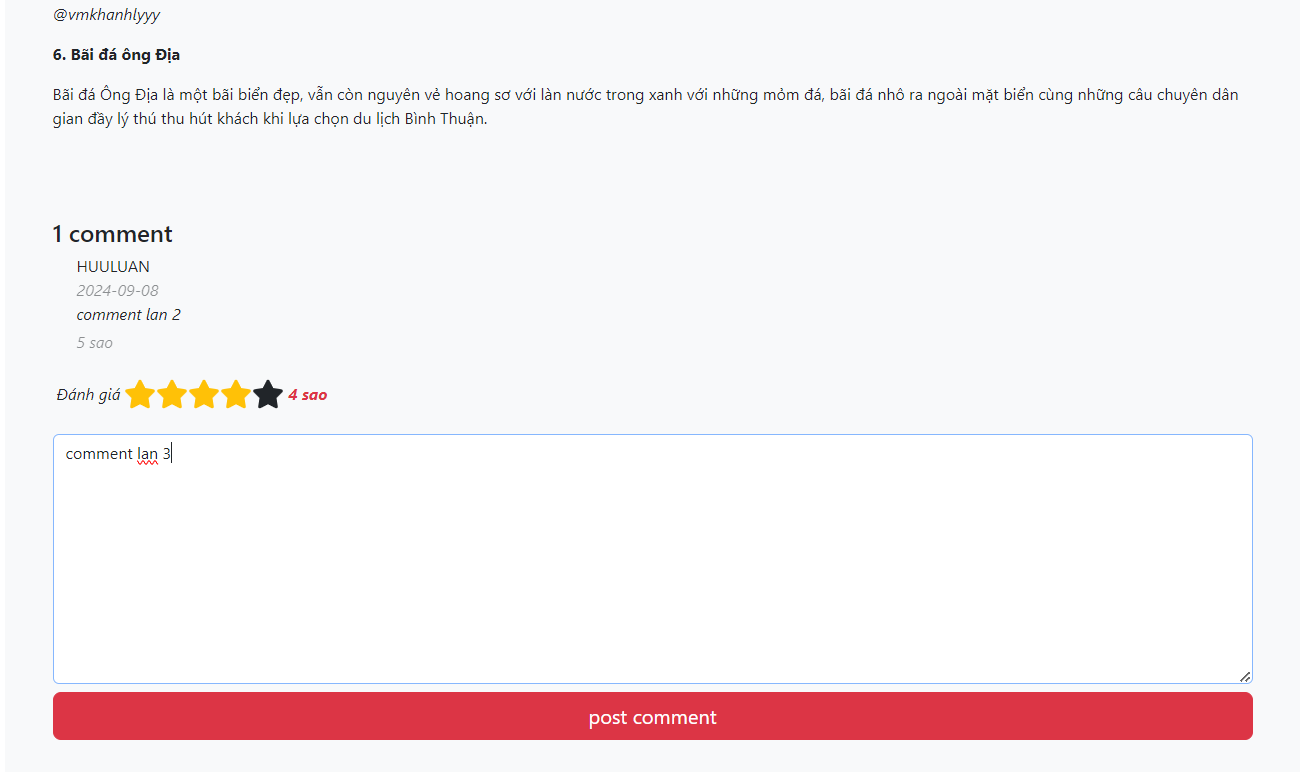 @vmkhanhlyyy
6. Bãi đá ông Địa
Bãi đá Ông Địa là một bãi biển đẹp, vẫn còn nguyên vẻ hoang sơ với làn nước trong xanh với những mỏm đá, bãi đá nhô ra ngoài mặt biển cùng những câu chuyên dân
gian đầy lý thú thu hút khách khi lựa chọn du lịch Bình Thuận.
1 comment
HUULUAN
2024-09-08
comment lan 2
5 sao
Đánh giá 4 sao
comment lan 3
post comment